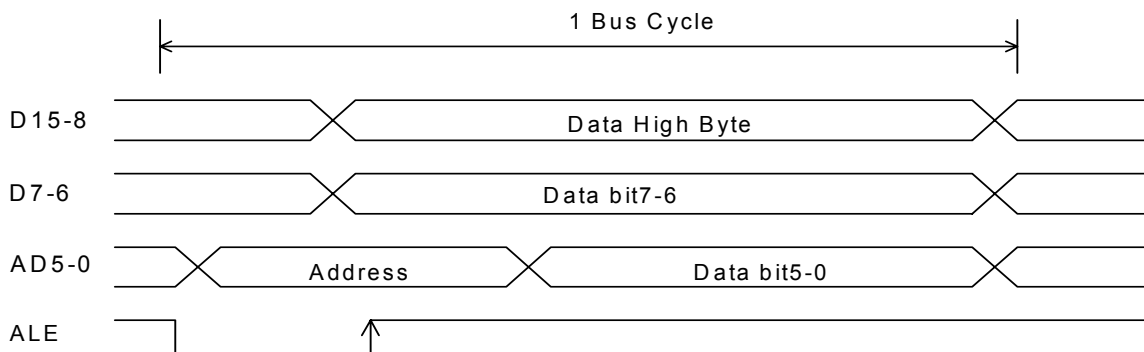 1 Bus Cycle
D15-8
Data High Byte
D7-6
Data bit7-6
AD5-0
Address
Data bit5-0
ALE